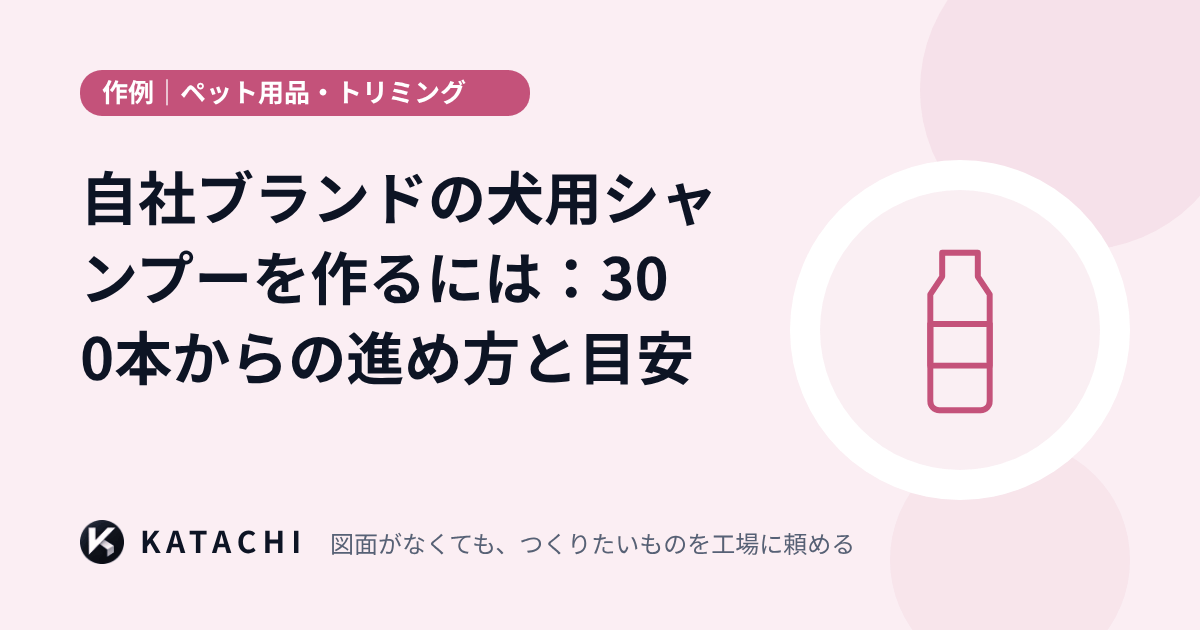 作例｜ペット用品・トリミング
自社ブランドの犬用シャ
ンプーを作るには：30
0本からの進め方と目安
KATACHI 図面がなくても、つくりたいものを工場に頼める